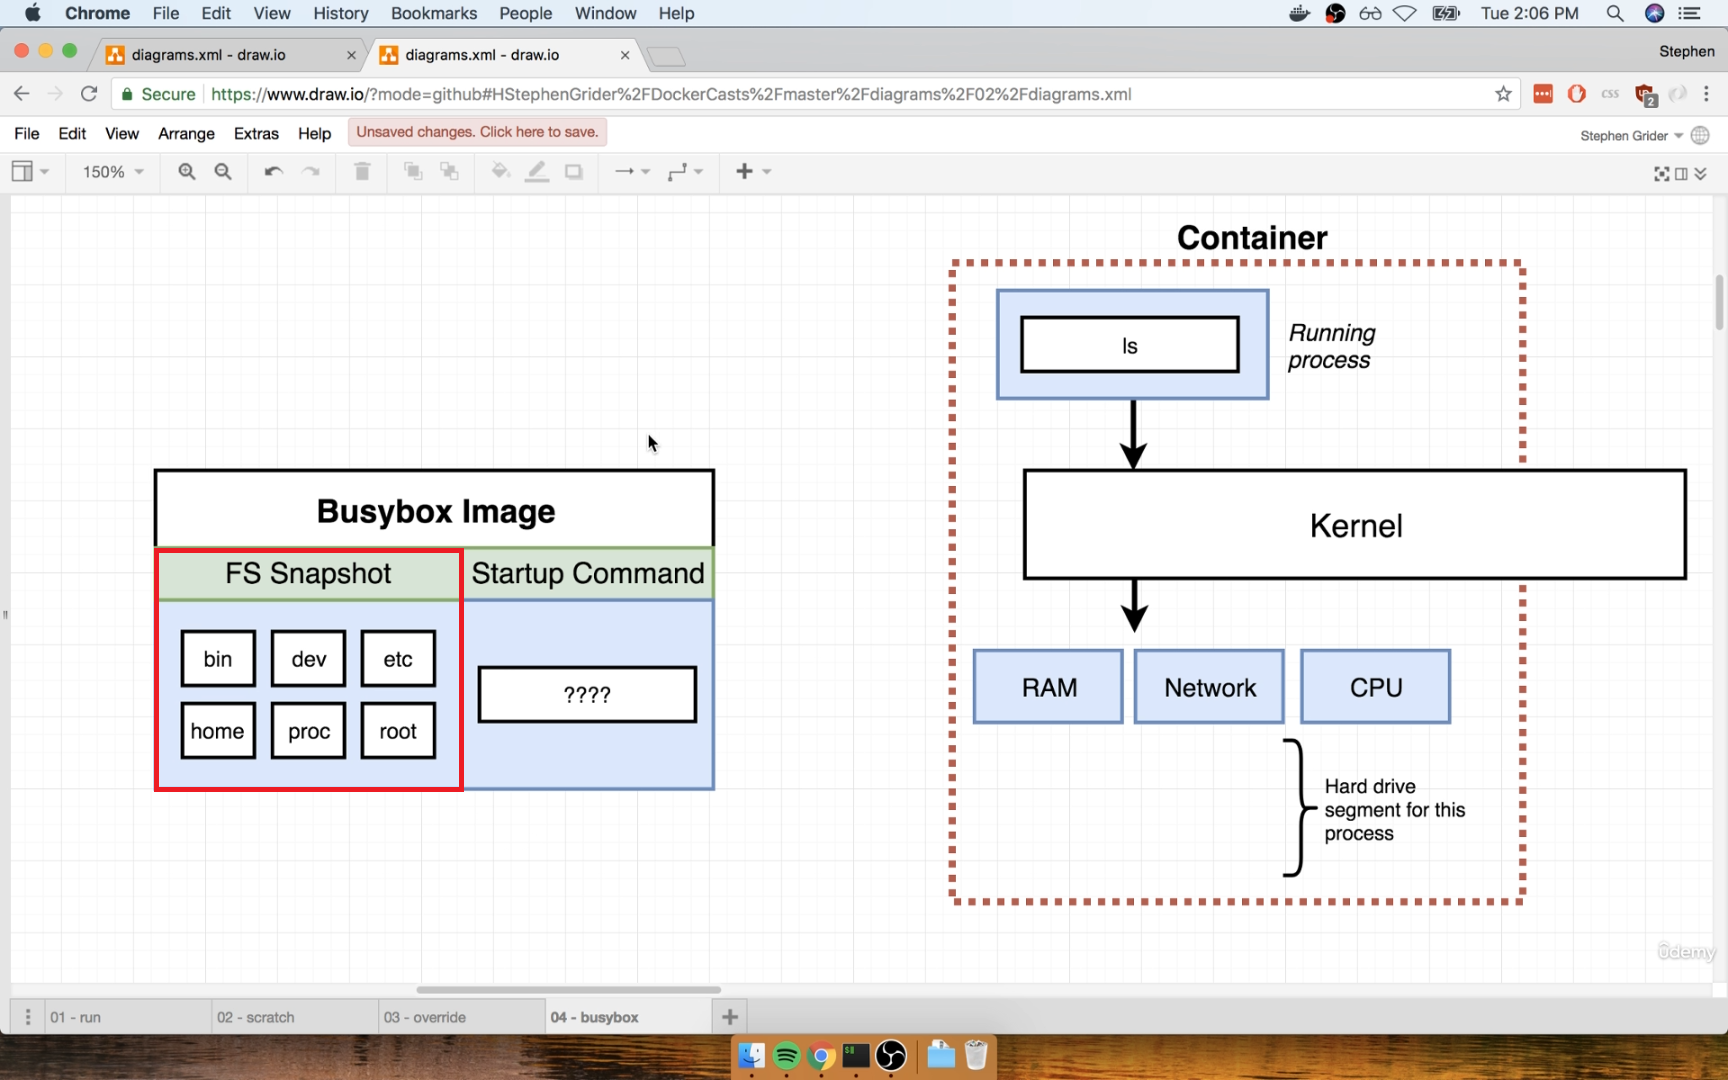 Chrome File Edit View History Bookmarks People Window Help Tue 2:06 PM
diagrams.xml - draw.io diagrams.xml - draw.io Stephen
Secure https://www.draw.io/?mode=github#HStephenGrider%2FDockerCasts%2Fmaster%2Fdiagrams%2F02%2Fdiagrams.xml css 2
File Edit View Arrange Extras Help Unsaved changes. Click here to save. Stephen Grider
150%
Container
ls
Running
process
Kernel
RAM Network CPU
Hard drive
segment for this
process
Busybox Image
FS Snapshot Startup Command
bin dev etc
home proc root
????
ûdemy
01 - run 02 - scratch 03 - override 04 - busybox